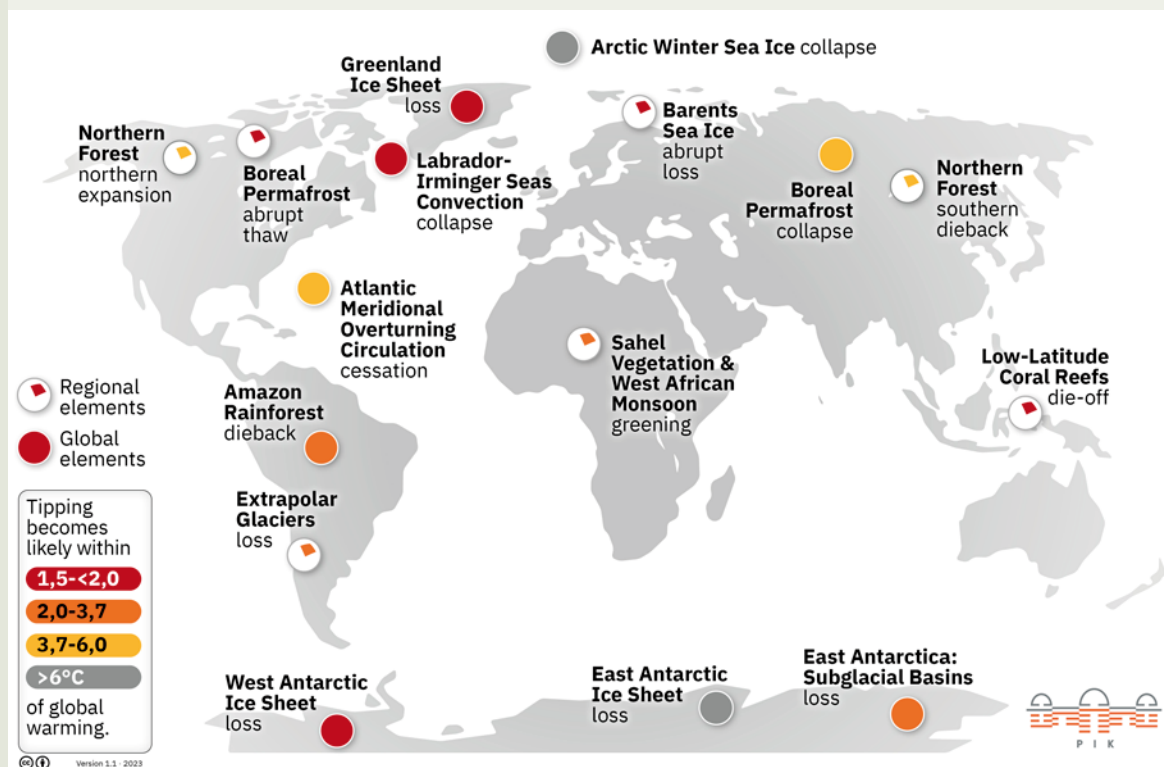 Arctic Winter Sea Ice collapse
Greenland
Ice Sheet
loss
Northern
Forest
northern
expansion
Boreal
Permafrost
abrupt
thaw
Labrador-
Irminger Seas
Convection
collapse
Barents
Sea Ice
abrupt
loss
Boreal
Permafrost
collapse
Northern
Forest
southern
dieback
Atlantic
Meridional
Overturning
Circulation
cessation
Sahel
Vegetation &
West African
Monsoon
greening
Low-Latitude
Coral Reefs
die-off
Amazon
Rainforest
dieback
Extrapolar
Glaciers
loss
West Antarctic
Ice Sheet
loss
East Antarctic
Ice Sheet
loss
East Antarctica:
Subglacial Basins
loss
Regional
elements
Global
elements
Tipping
becomes
likely within
1,5-<2,0
2,0-3,7
3,7-6,0
>6°C
of global
warming.
cc
Version 1.1 · 2023
P I K